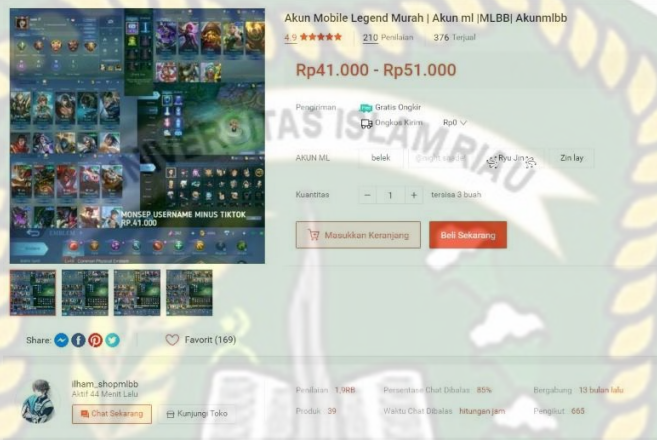 Akun Mobile Legend Murah | Akun ml |MLBB| Akunmlbb
4.9 210 Penilaian 376 Terjual
Rp41.000 - Rp51.000
Pengiriman Gratis Ongkir
Ongkos Kirim Rp0
UNIVERSITAS ISLAM RIAU
AKUN ML belek Ryu Jin Zin lay
Kuantitas - 1 + tersisa 3 buah
MONSEP USERNAME MINUS TIKTOK
RP.41.000
Masukkan Keranjang Beli Sekarang
Share: Favorit (169)
ilham_shopmlbb
Aktif 44 Menit Lalu
Chat Sekarang Kunjungi Toko
Penilaian 1,9RB Persentase Chat Dibalas 85% Bergabung 13 bulan lalu
Produk 39 Waktu Chat Dibalas hitungan jam Pengikut 665